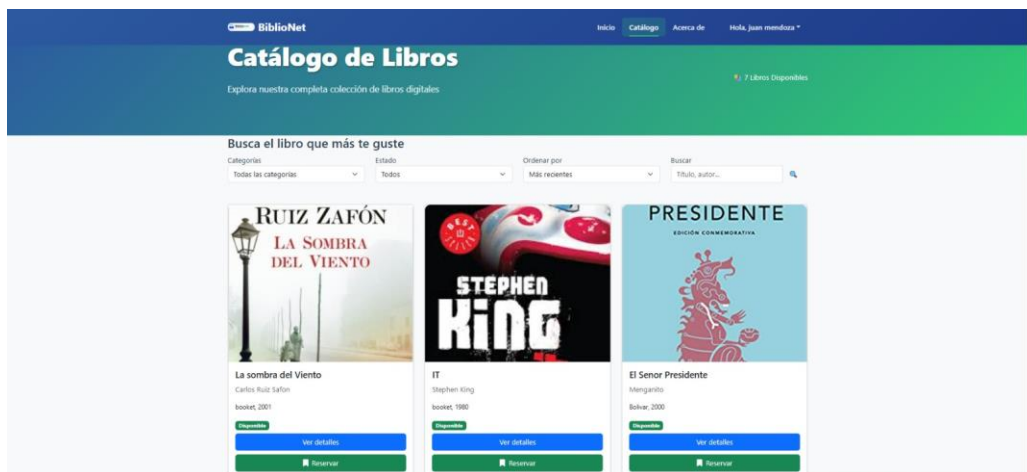 BiblioNet
Inicio Catálogo Acerca de Hola, juan mendoza
Catálogo de Libros
7 Libros Disponibles
Explora nuestra completa colección de libros digitales
Busca el libro que más te guste
Categorías Estado Ordenar por Buscar
Todas las categorías Todos Más recientes Título, autor...
RUIZ ZAFÓN
LA SOMBRA
DEL VIENTO
BEST
SELLER
STEPHEN
KING
PRESIDENTE
EDICIÓN CONMEMORATIVA
La sombra del Viento
Carlos Ruiz Safon
booket, 2001
Disponible
Ver detalles
Reservar
IT
Stephen King
booket, 1980
Disponible
Ver detalles
Reservar
El Senor Presidente
Menganito
Bolivar, 2000
Disponible
Ver detalles
Reservar